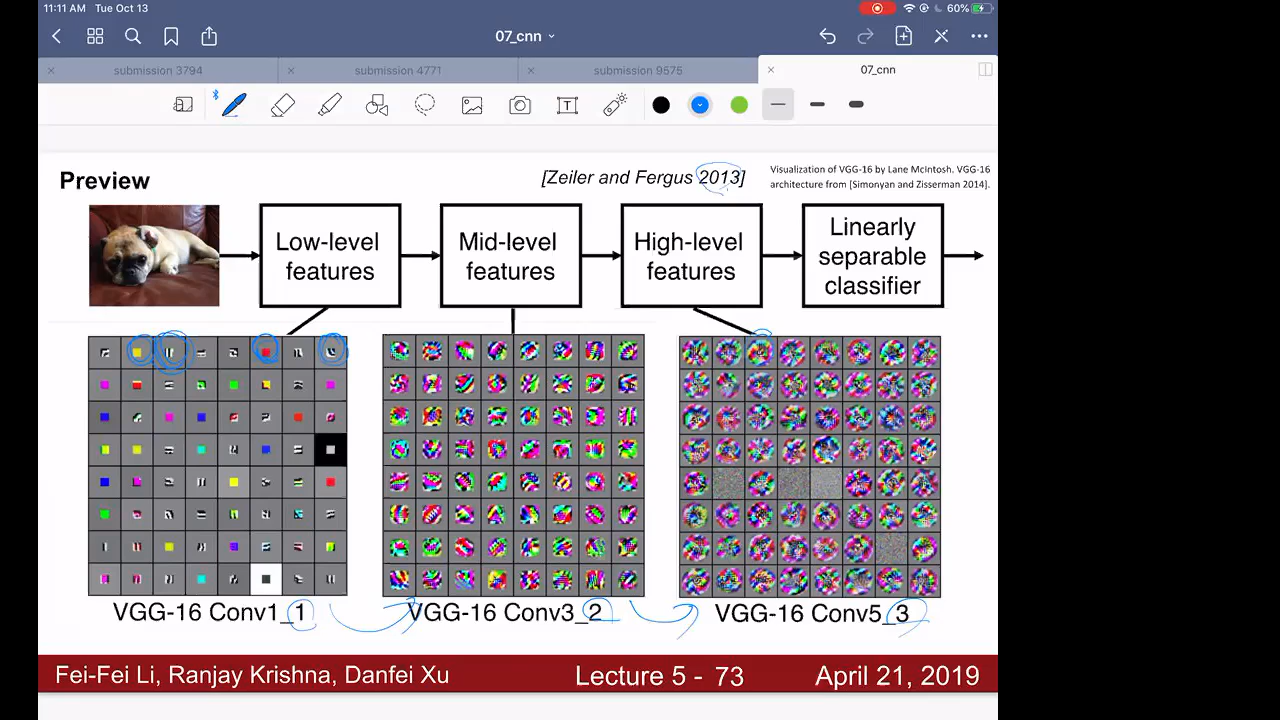 11:11 AM Tue Oct 13
60%
07_cnn
submission 3794
submission 4771
submission 9575
07_cnn
T
Preview
[Zeiler and Fergus 2013]
Visualization of VGG-16 by Lane McIntosh. VGG-16
architecture from [Simonyan and Zisserman 2014].
Low-level
features
Mid-level
features
High-level
features
Linearly
separable
classifier
VGG-16 Conv1_1
VGG-16 Conv3_2
VGG-16 Conv5_3
Fei-Fei Li, Ranjay Krishna, Danfei Xu
Lecture 5 - 73
April 21, 2019